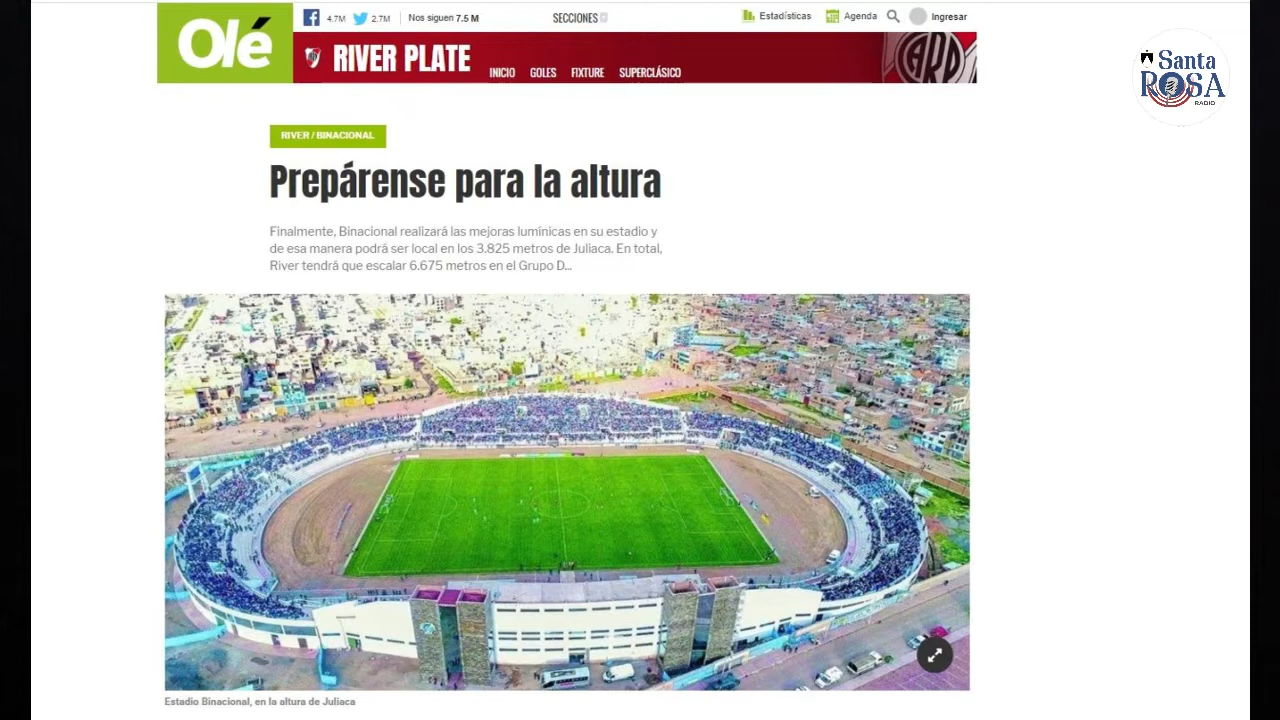 Olé
4.7M
2.7M
Nos siguen 7.5 M
SECCIONES
Estadísticas
Agenda
Ingresar
RIVER PLATE
INICIO
GOLES
FIXTURE
SUPERCLÁSICO
CARP
Santa
ROSA
RADIO
RIVER / BINACIONAL
Prepárense para la altura
Finalmente, Binacional realizará las mejoras lumínicas en su estadio y
de esa manera podrá ser local en los 3.825 metros de Juliaca. En total,
River tendrá que escalar 6.675 metros en el Grupo D...
Estadio Binacional, en la altura de Juliaca